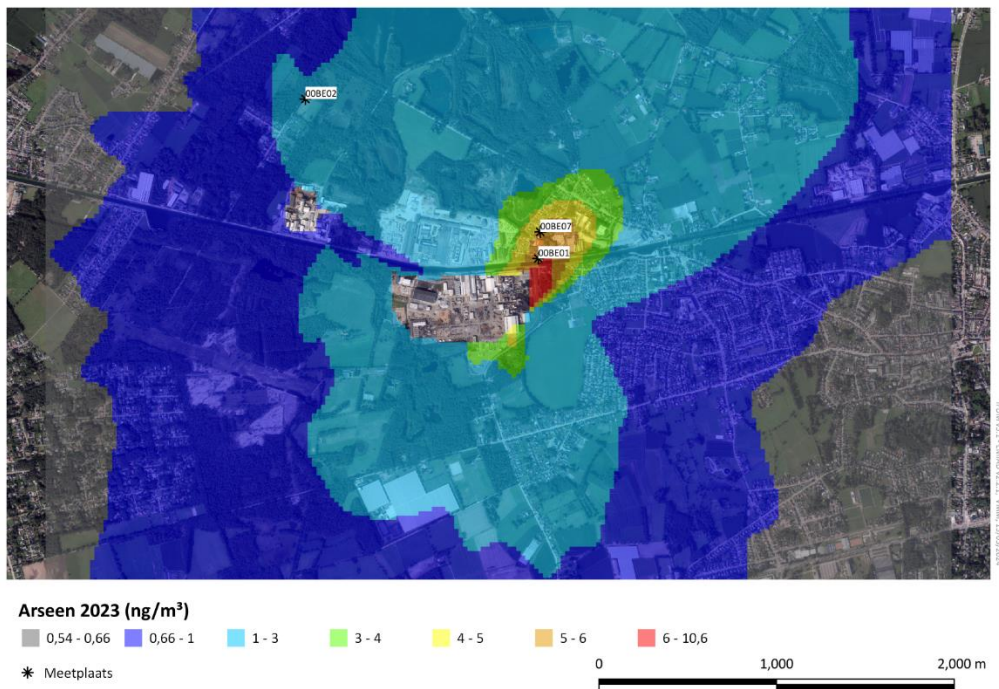 00BE02
00BE07
00BE01
Arseen 2023 (ng/m³)
0,54 - 0,66 0,66 - 1 1 - 3 3 - 4 4 - 5 5 - 6 6 - 10,6
Meetplaats
0 1,000 2,000 m